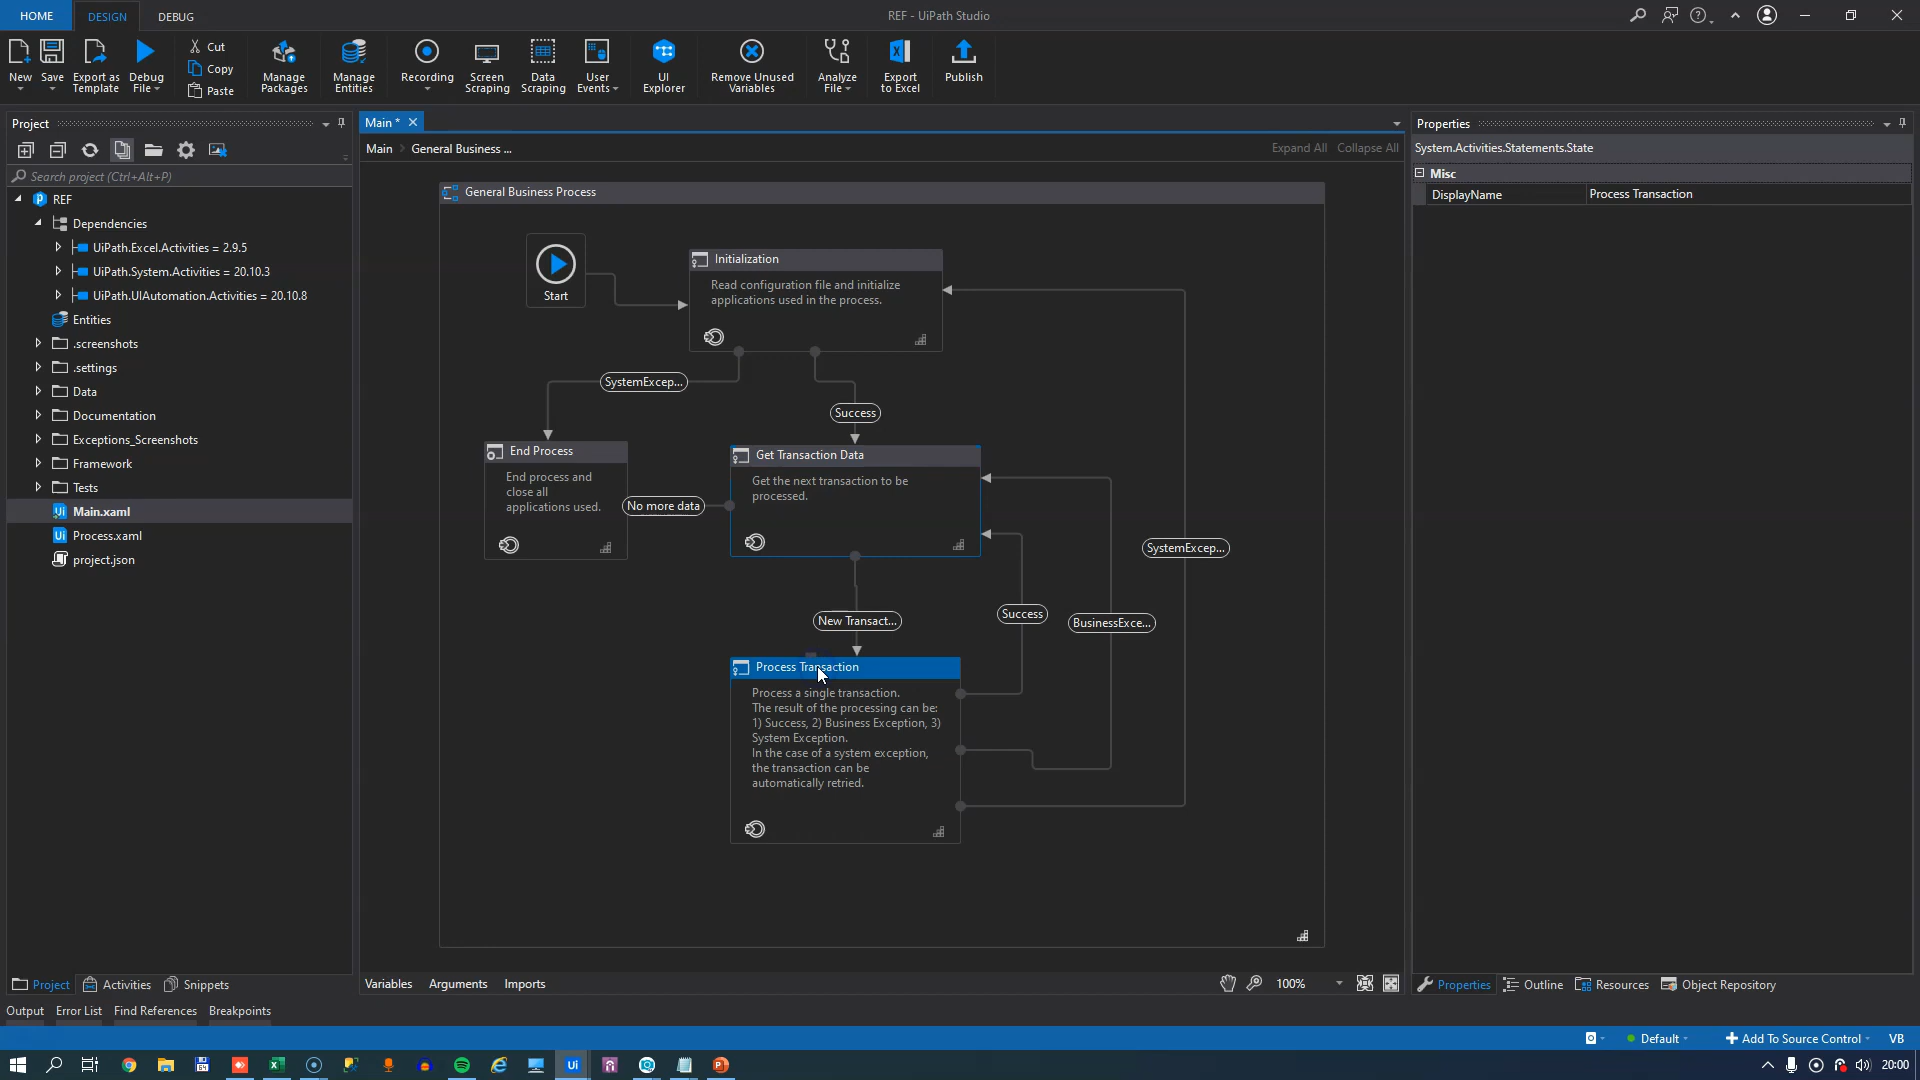 HOME
DESIGN
DEBUG
REF - UiPath Studio
New
Save
Export as
Template
Debug
File
Cut
Copy
Paste
Manage
Packages
Manage
Entities
Recording
Screen
Scraping
Data
Scraping
User
Events
UI
Explorer
Remove Unused
Variables
Analyze
File
Export
to Excel
Publish
Project
Search project (Ctrl+Alt+P)
REF
Dependencies
UiPath.Excel.Activities = 2.9.5
UiPath.System.Activities = 20.10.3
UiPath.UIAutomation.Activities = 20.10.8
Entities
.screenshots
.settings
Data
Documentation
Exceptions_Screenshots
Framework
Tests
Main.xaml
Process.xaml
project.json
Project
Activities
Snippets
Main *
Main
General Business ...
Expand All
Collapse All
General Business Process
Start
Initialization
Read configuration file and initialize
applications used in the process.
SystemExcep...
Success
End Process
End process and
close all
applications used.
No more data
Get Transaction Data
Get the next transaction to be
processed.
SystemExcep...
New Transact...
Success
BusinessExce...
Process Transaction
Process a single transaction.
The result of the processing can be:
1) Success, 2) Business Exception, 3)
System Exception.
In the case of a system exception,
the transaction can be
automatically retried.
Variables
Arguments
Imports
100%
Properties
System.Activities.Statements.State
Misc
DisplayName
Process Transaction
Properties
Outline
Resources
Object Repository
Output
Error List
Find References
Breakpoints
Default
Add To Source Control
VB
20:00